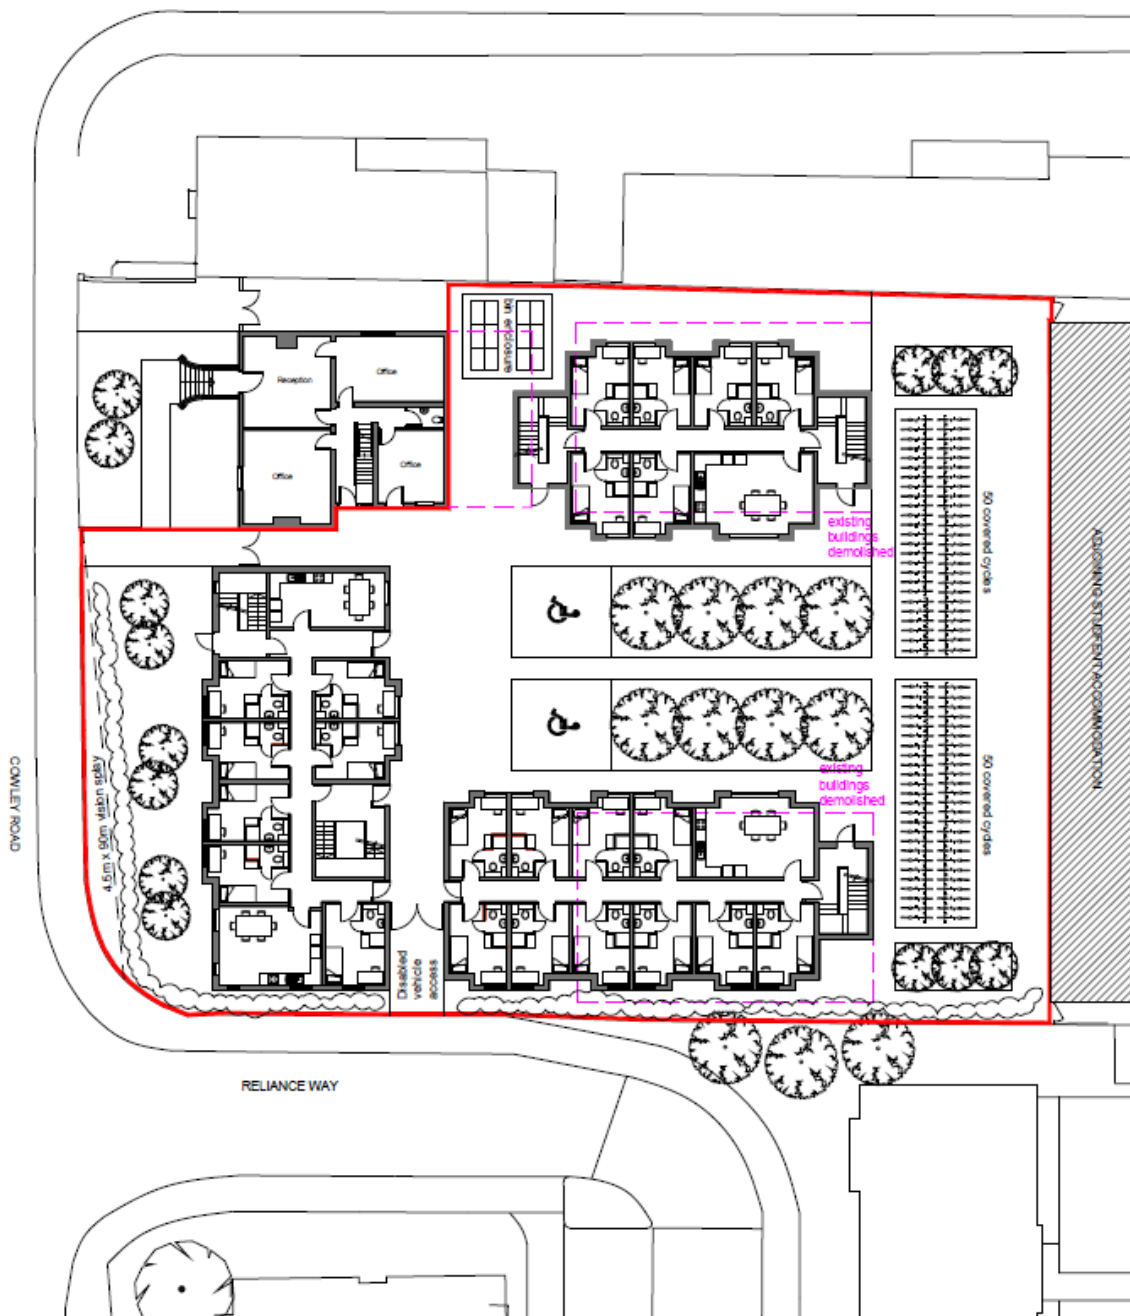 bin enclosure
Reception
Office
Office
Office
existing
buildings
demolished
50 covered cycles
ADJOINING STUDENT ACCOMMODATION
existing
buildings
demolished
50 covered cycles
4.5m x 90m vision splay
COWLEY ROAD
Disabled
vehicle
access
RELIANCE WAY